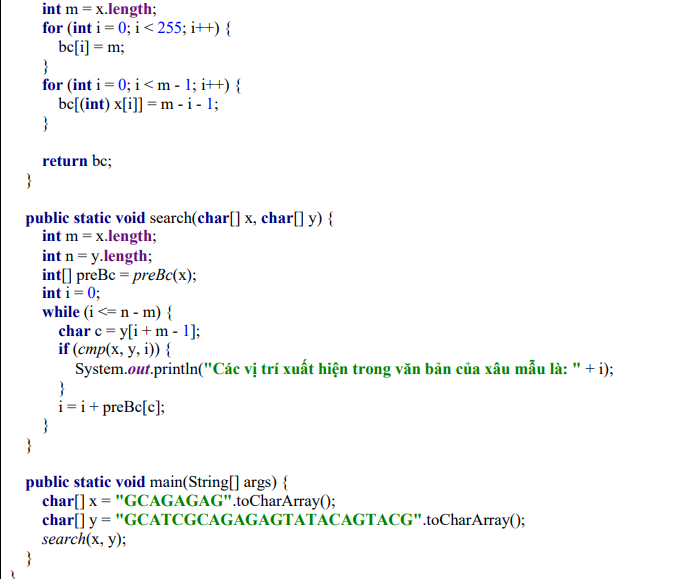 int m = x.length;
for (int i = 0; i < 255; i++) {
bc[i] = m;
}
for (int i = 0; i < m - 1; i++) {
bc[(int) x[i]] = m - i - 1;
}
return bc;
}
public static void search(char[] x, char[] y) {
int m = x.length;
int n = y.length;
int[] preBc = preBc(x);
int i = 0;
while (i <= n - m) {
char c = y[i + m - 1];
if (cmp(x, y, i)) {
System.out.println("Các vị trí xuất hiện trong văn bản của xâu mẫu là: " + i);
}
i = i + preBc[c];
}
}
public static void main(String[] args) {
char[] x = "GCAGAGAG".toCharArray();
char[] y = "GCATCGCAGAGAGTATACAGTACG".toCharArray();
search(x, y);
}
}